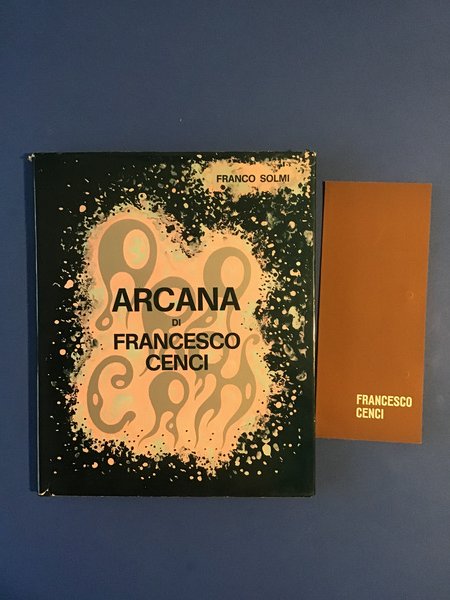 FRANCO SOLMI
ARCANA
DI
FRANCESCO
CENCI
FRANCESCO
CENCI